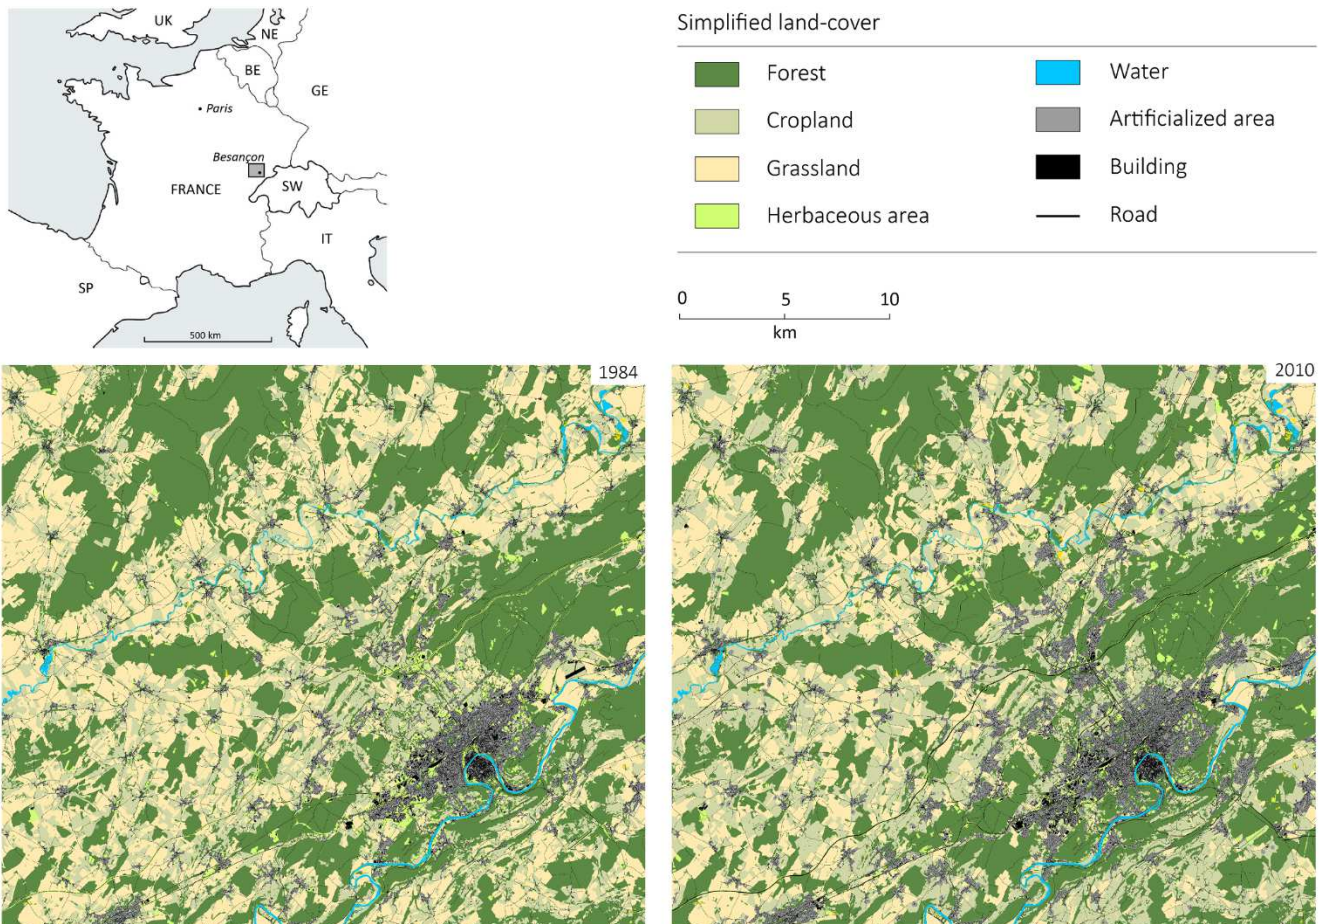 UK
NE
BE
GE
Paris
Besançon
FRANCE
SW
IT
SP
500 km
Simplified land-cover
Forest
Water
Cropland
Artificialized area
Grassland
Building
Herbaceous area
Road
0 5 10
km
1984
2010